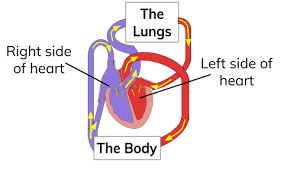 The
Lungs
Right side
of heart
Left side of
heart
The Body